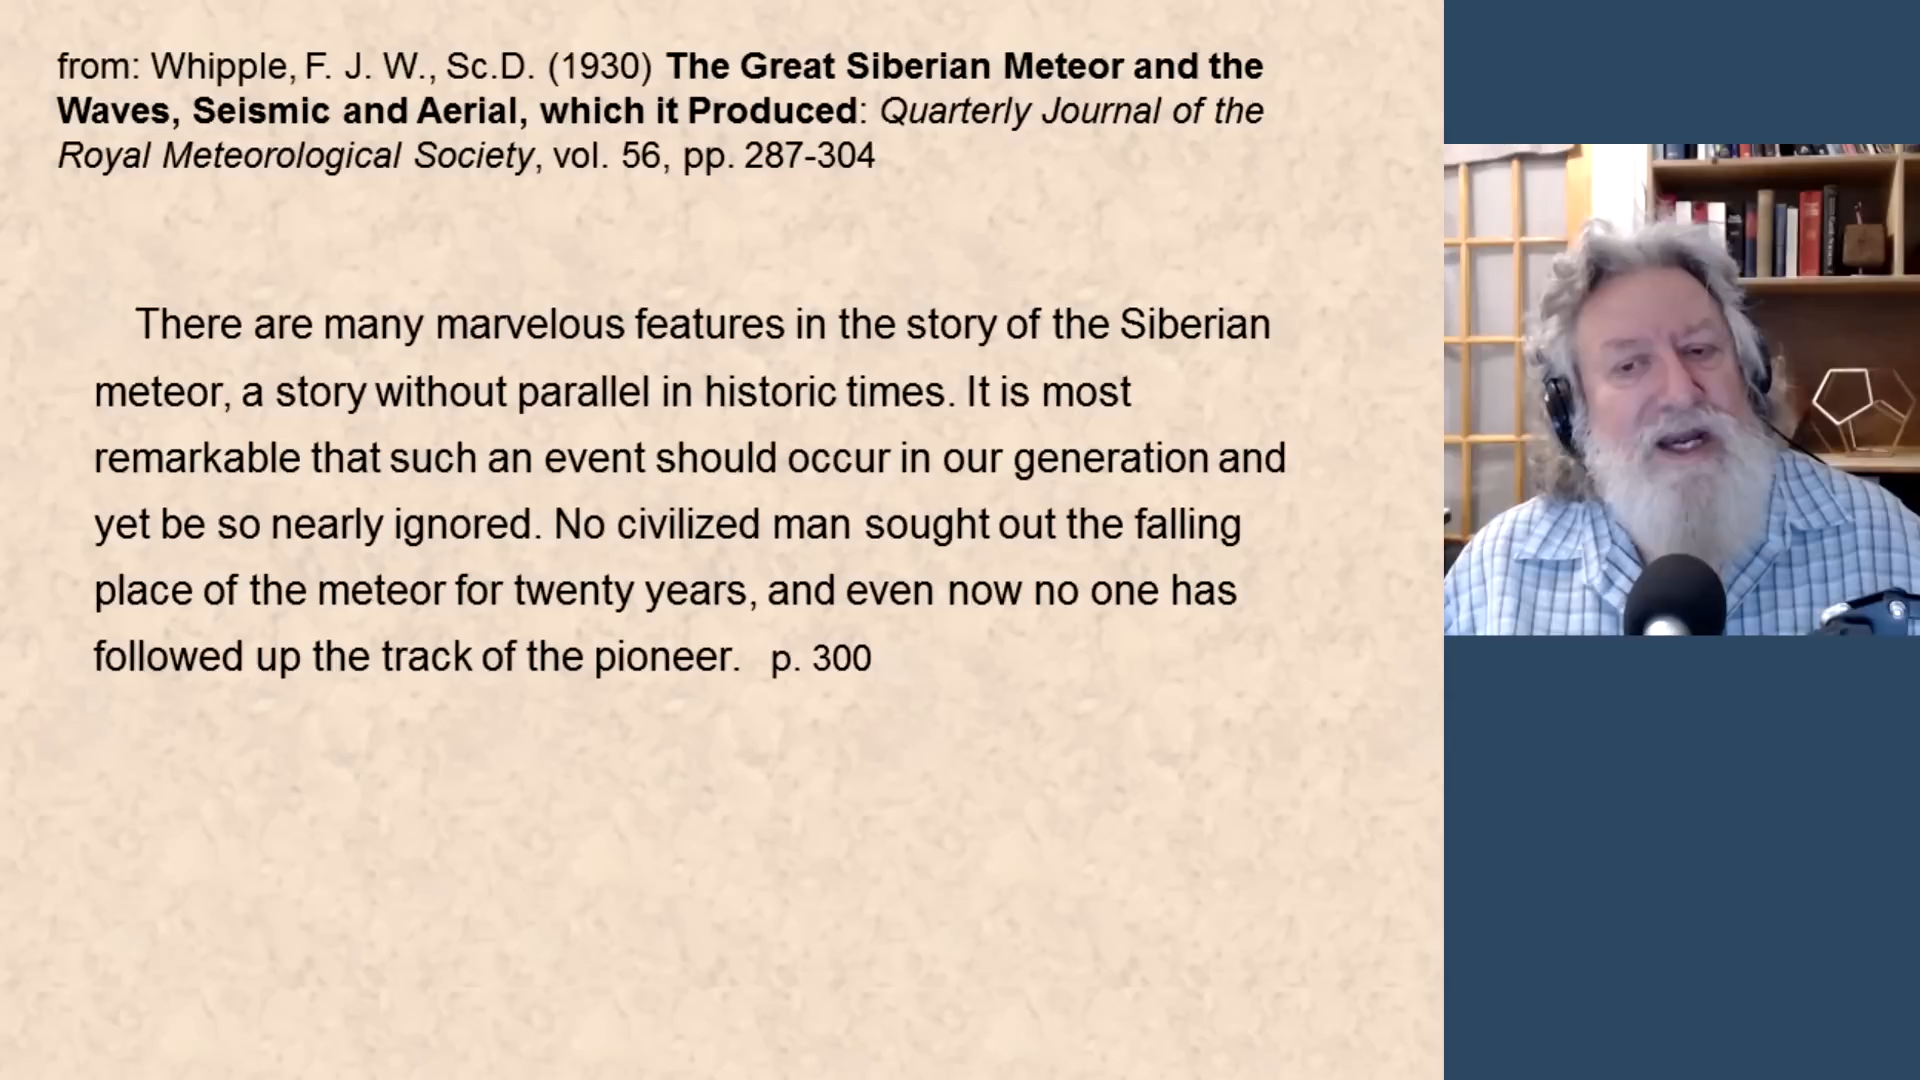 from: Whipple, F. J. W., Sc.D. (1930) The Great Siberian Meteor and the
Waves, Seismic and Aerial, which it Produced: Quarterly Journal of the
Royal Meteorological Society, vol. 56, pp. 287-304
There are many marvelous features in the story of the Siberian
meteor, a story without parallel in historic times. It is most
remarkable that such an event should occur in our generation and
yet be so nearly ignored. No civilized man sought out the falling
place of the meteor for twenty years, and even now no one has
followed up the track of the pioneer. p. 300